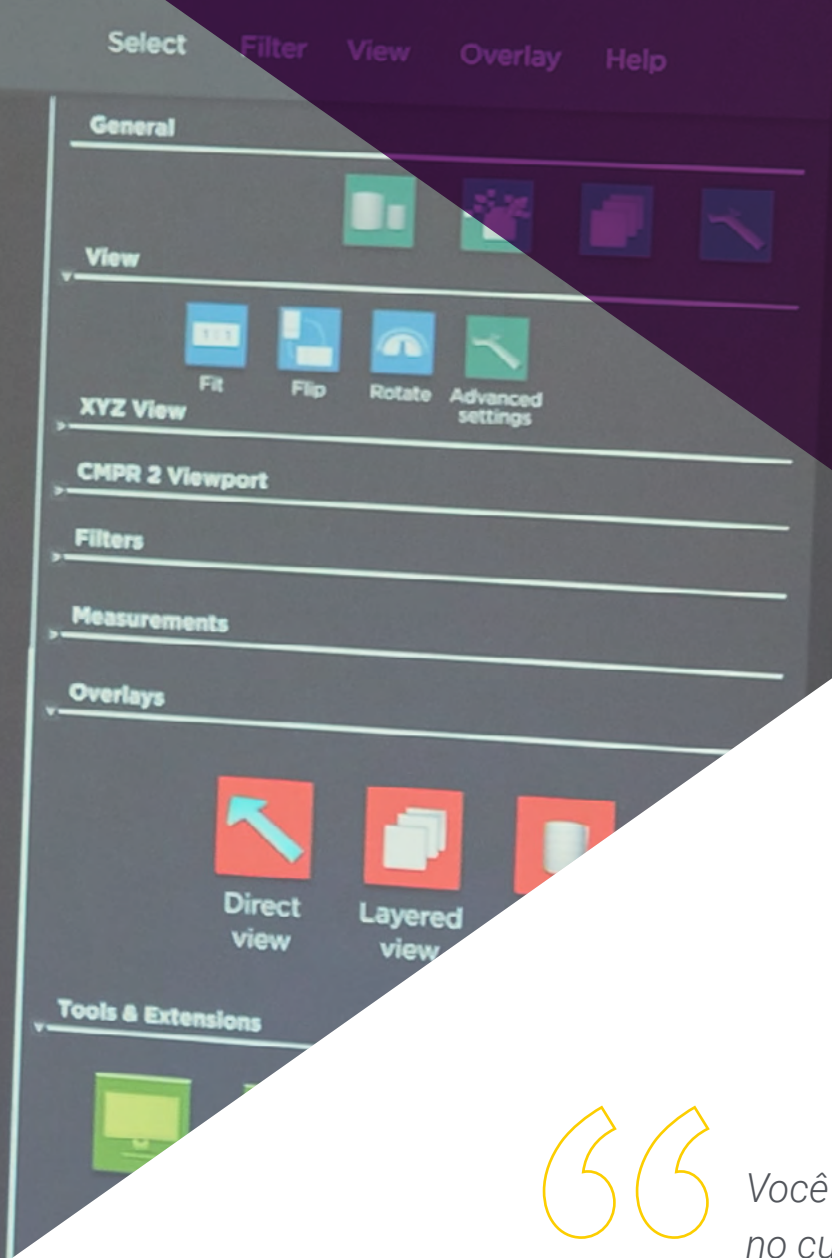 Select Filter View Overlay Help
General
View
Fit Flip Rotate Advanced
settings
XYZ View
CMPR 2 Viewport
Filters
Measurements
Overlays
Direct Layered
view view
Tools & Extensions
“
Você
no